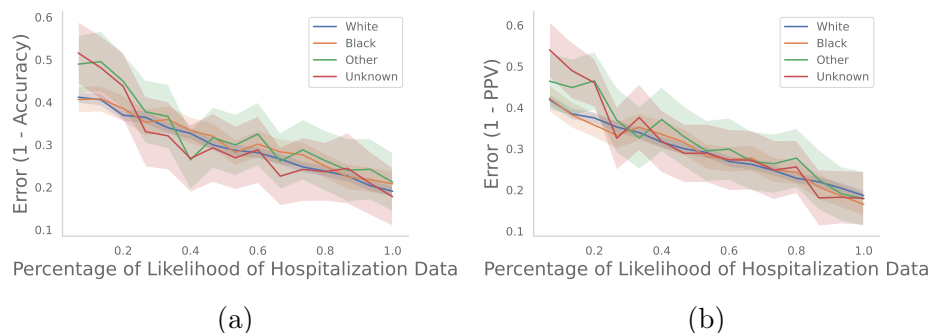 0.6
0.5
0.4
0.3
0.2
0.1
Error (1 - Accuracy)
White
Black
Other
Unknown
0.2 0.4 0.6 0.8 1.0
Percentage of Likelihood of Hospitalization Data
(a)
0.6
0.5
0.4
0.3
0.2
0.1
Error (1 - PPV)
White
Black
Other
Unknown
0.2 0.4 0.6 0.8 1.0
Percentage of Likelihood of Hospitalization Data
(b)